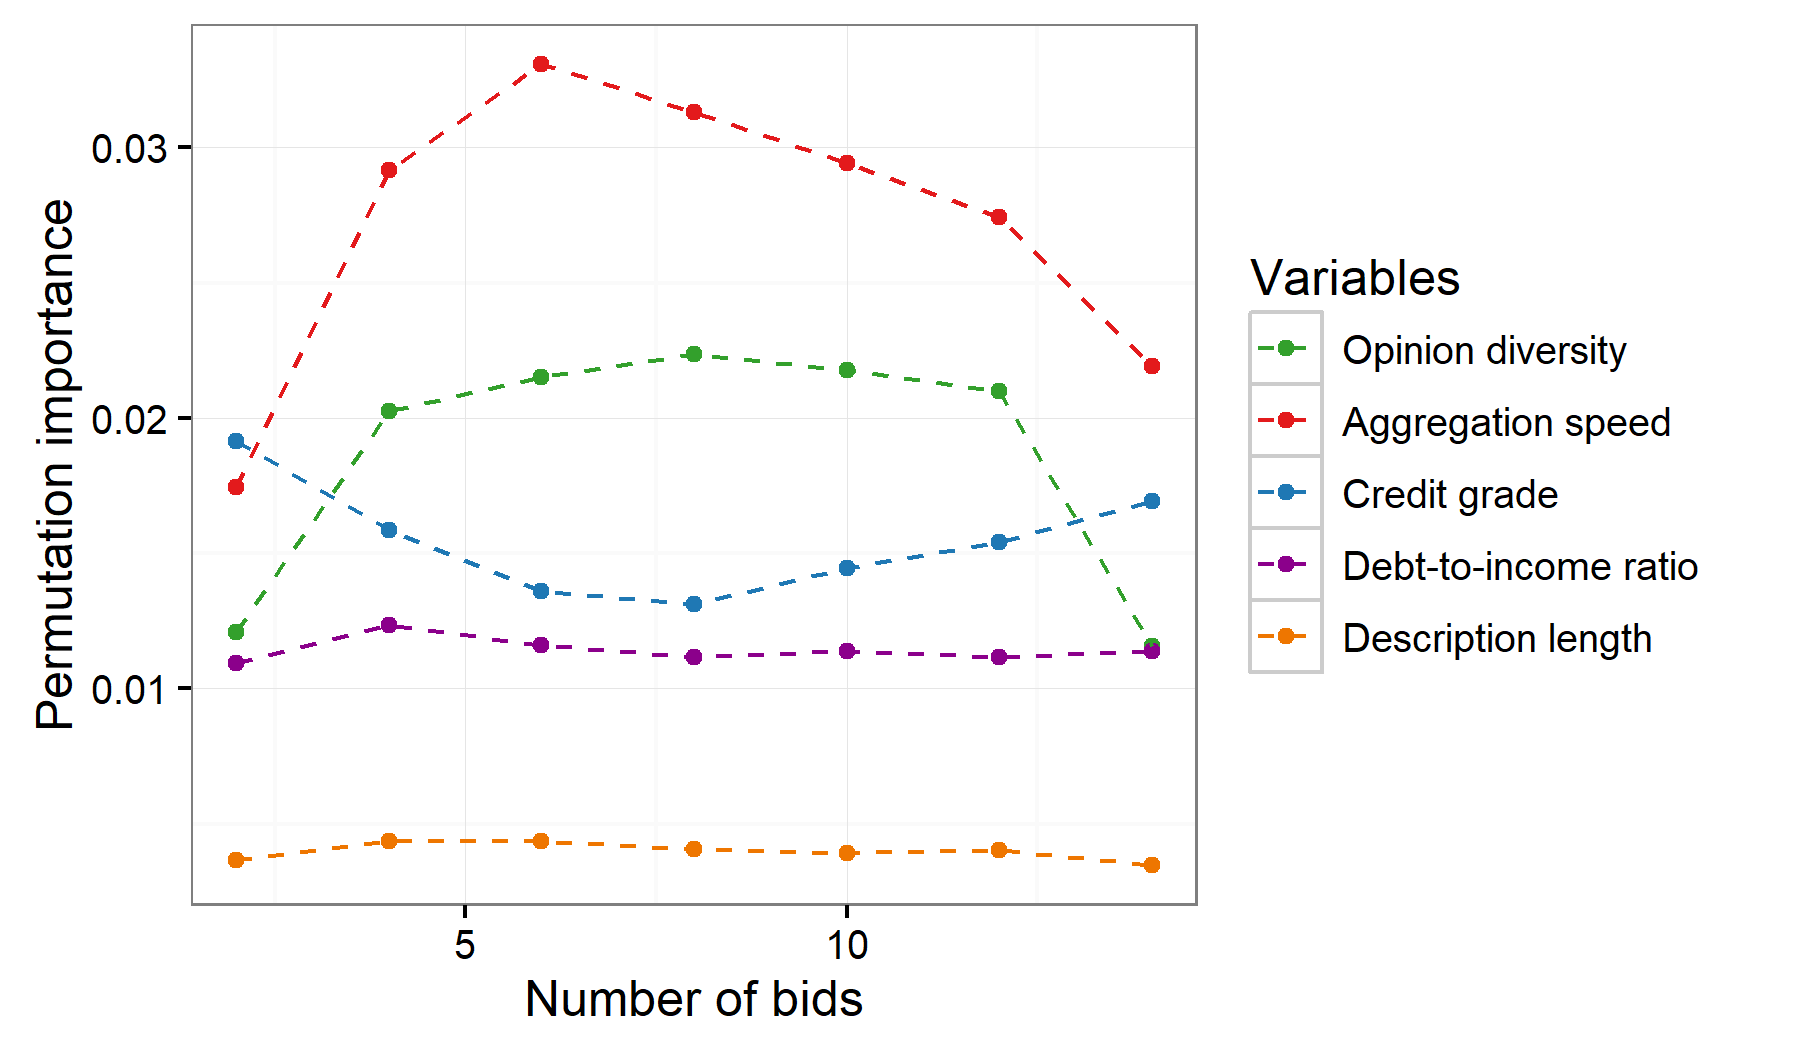 Permutation importance
0.03
0.02
0.01
5
10
Number of bids
Variables
Opinion diversity
Aggregation speed
Credit grade
Debt-to-income ratio
Description length